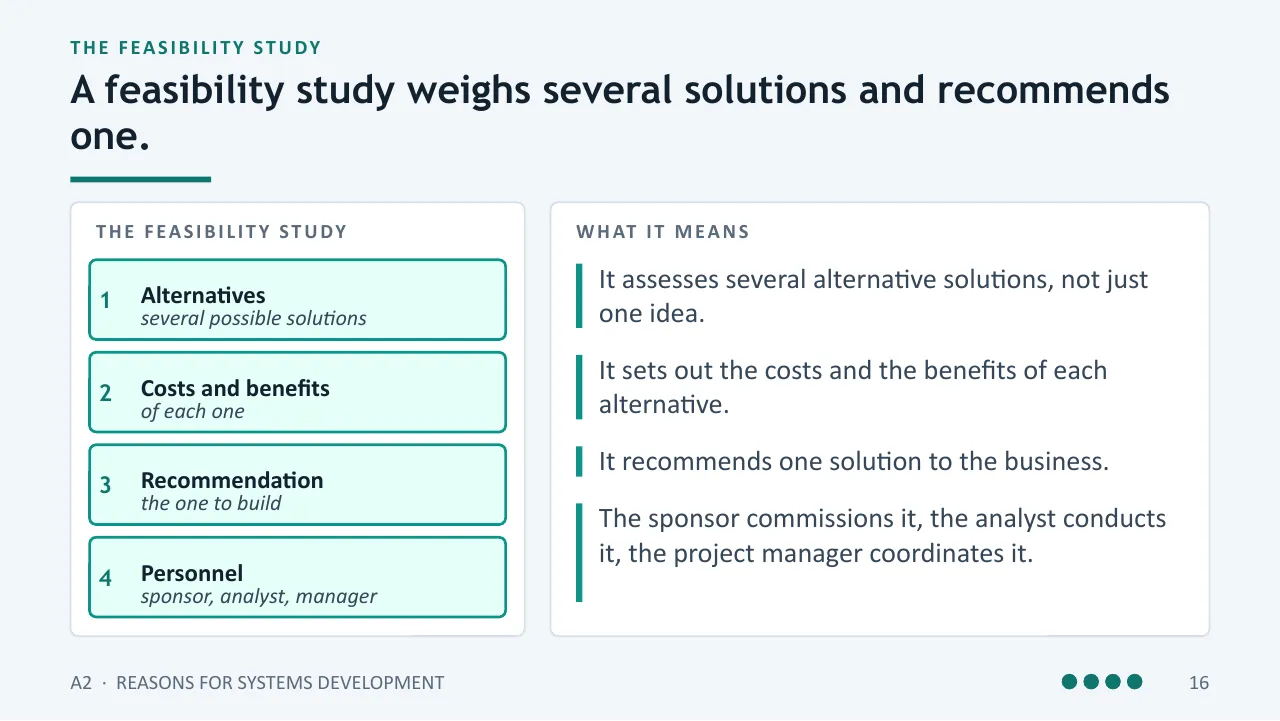 THE FEASIBILITY STUDY
A feasibility study weighs several solutions and recommends
one.
THE FEASIBILITY STUDY
1
Alternatives
several possible solutions
2
Costs and benefits
of each one
3
Recommendation
the one to build
4
Personnel
sponsor, analyst, manager
WHAT IT MEANS
It assesses several alternative solutions, not just
one idea.
It sets out the costs and the benefits of each
alternative.
It recommends one solution to the business.
The sponsor commissions it, the analyst conducts
it, the project manager coordinates it.
A2 · REASONS FOR SYSTEMS DEVELOPMENT
16